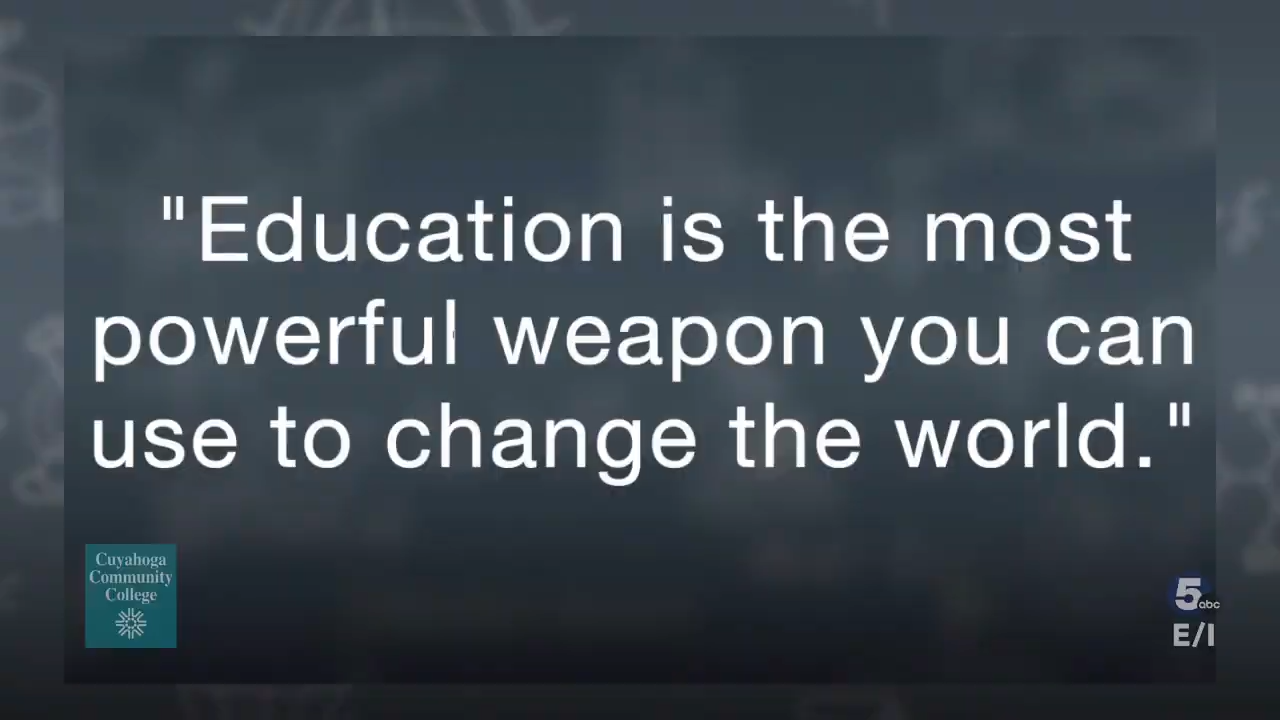 "Education is the most
powerful weapon you can
use to change the world."
Cuyahoga
Community
College
5abc
E/I